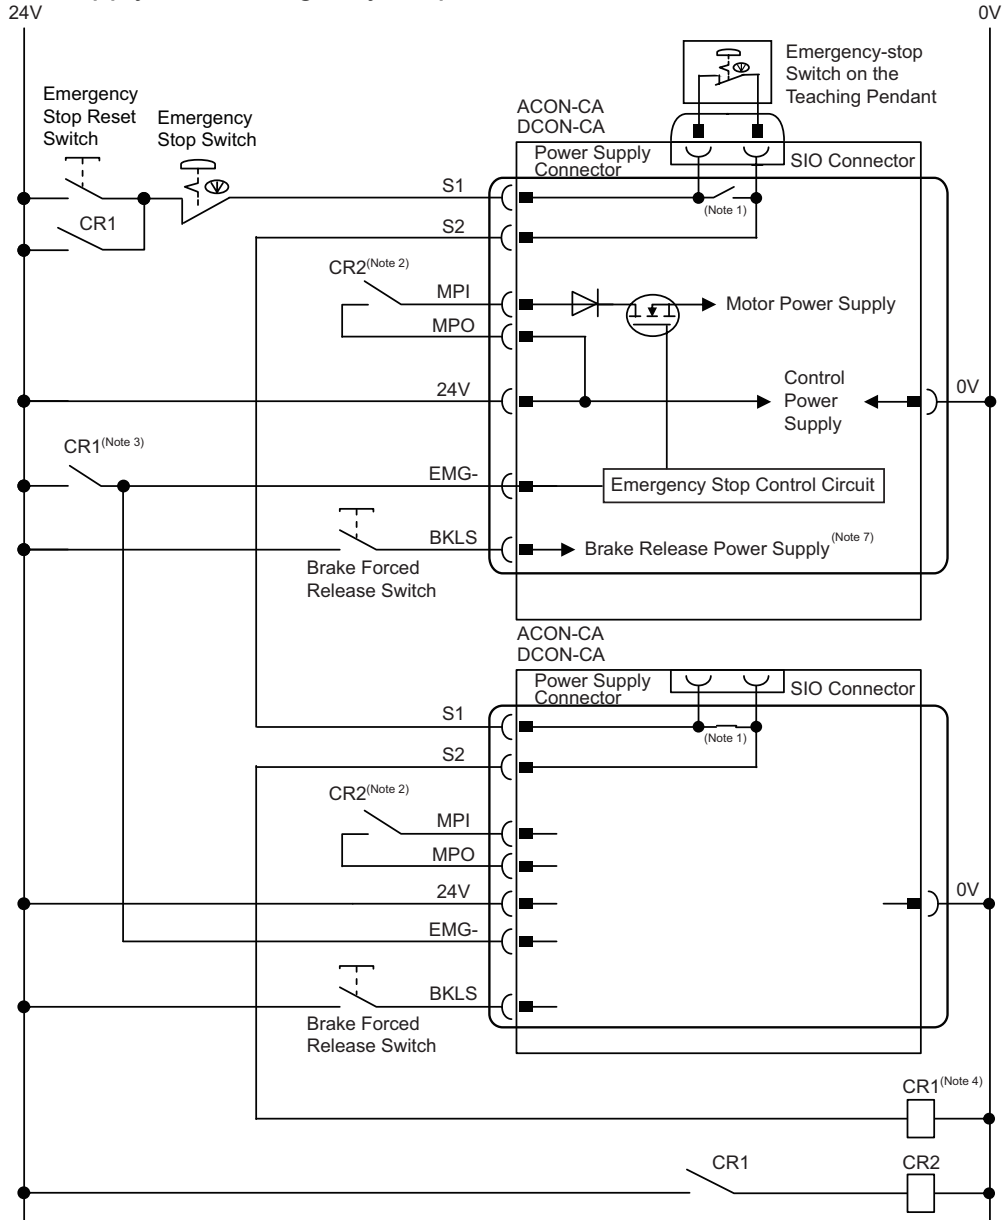 24V
0V
Emergency
Stop Reset
Switch
Emergency
Stop Switch
Emergency-stop
Switch on the
Teaching Pendant
ACON-CA
DCON-CA
Power Supply
Connector
SIO Connector
S1
(Note 1)
CR1
S2
CR2(Note 2)
MPI
Motor Power Supply
MPO
24V
Control
Power
Supply
0V
CR1(Note 3)
EMG-
Emergency Stop Control Circuit
BKLS
Brake Release Power Supply(Note 7)
Brake Forced
Release Switch
ACON-CA
DCON-CA
Power Supply
Connector
SIO Connector
S1
(Note 1)
S2
CR2(Note 2)
MPI
MPO
24V
0V
EMG-
BKLS
Brake Forced
Release Switch
CR1(Note 4)
CR1
CR2